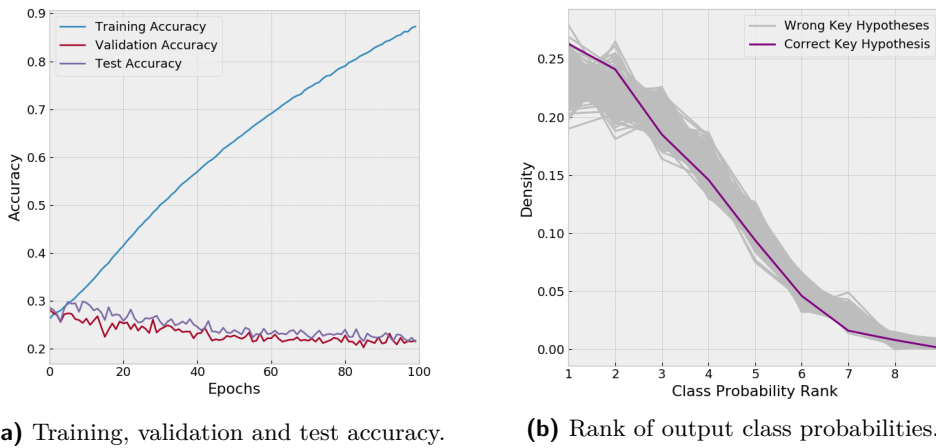 0.9
0.8
0.7
0.6
0.5
0.4
0.3
0.2
Accuracy
Training Accuracy
Validation Accuracy
Test Accuracy
0 20 40 60 80 100
Epochs
a) Training, validation and test accuracy.
0.25
0.20
0.15
0.10
0.05
0.00
Density
Wrong Key Hypotheses
Correct Key Hypothesis
1 2 3 4 5 6 7 8
Class Probability Rank
(b) Rank of output class probabilities.